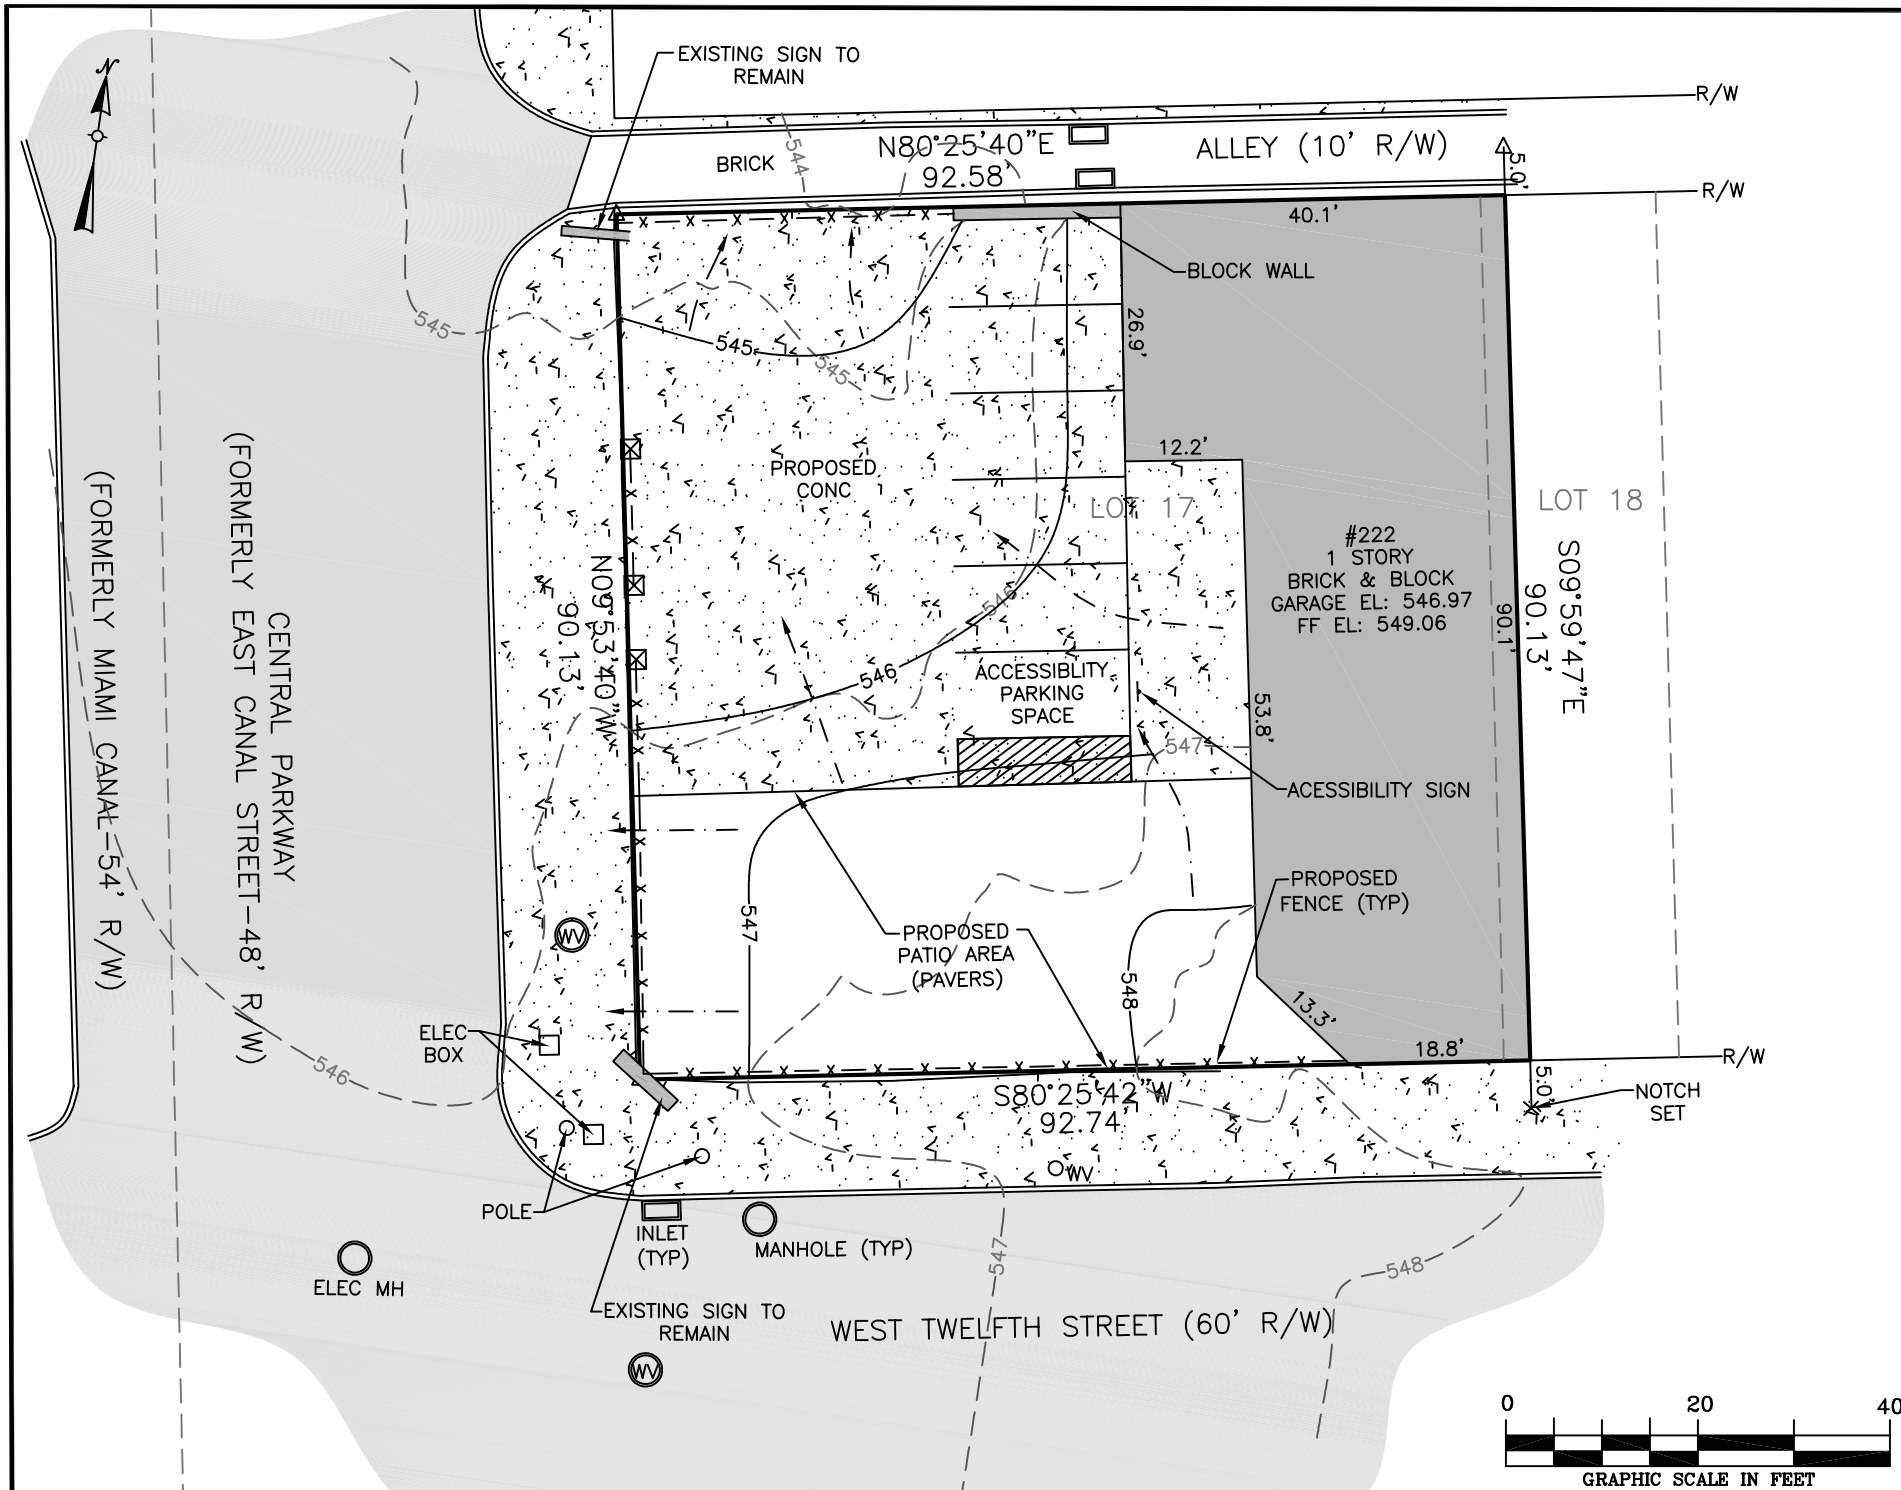 N
EXISTING SIGN TO
REMAIN
R/W
N80°25'40"E
92.58'
ALLEY (10' R/W)
BRICK
544
5.0'
R/W
40.1'
BLOCK WALL
545
545
545
26.9'
12.2'
PROPOSED
CONC
LOT 17
LOT 18
#222
1 STORY
BRICK & BLOCK
GARAGE EL: 546.97
FF EL: 549.06
S09°59'47"E
90.13'
90.1'
N09°53'40"W
90.13'
546
546
ACCESSIBLITY
PARKING
SPACE
53.8'
547
ACESSIBILITY SIGN
CENTRAL PARKWAY
(FORMERLY EAST CANAL STREET-48' R W)
(FORMERLY MIAMI CANAL-54' R/W)
547
PROPOSED
PATIO AREA
(PAVERS)
PROPOSED
FENCE (TYP)
WV
548
13.3'
18.8'
R/W
ELEC
BOX
546
S80°25'42"W
92.74'
5.0'
NOTCH
SET
WV
POLE
INLET
(TYP)
MANHOLE (TYP)
ELEC MH
547
548
EXISTING SIGN TO
REMAIN
WEST TWELFTH STREET (60' R/W)
WV
0 20 40
GRAPHIC SCALE IN FEET